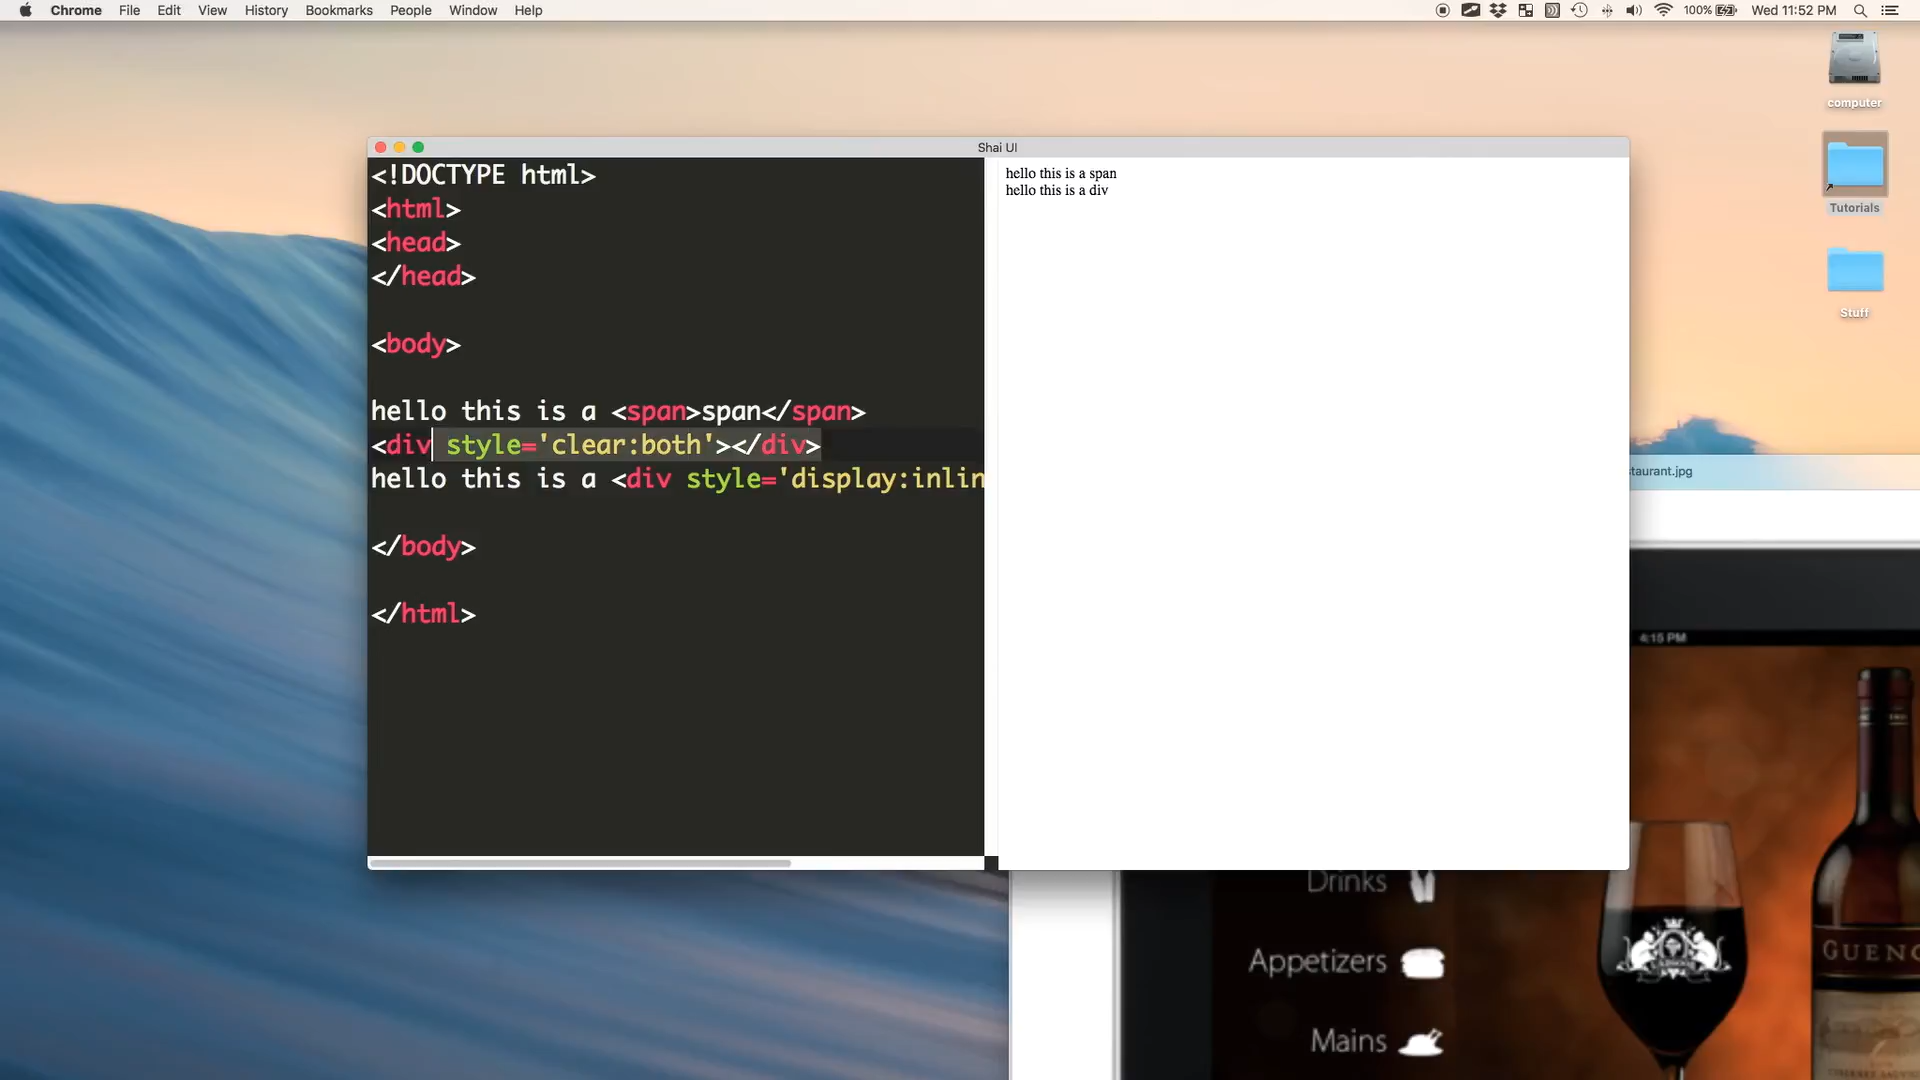 Chrome File Edit View History Bookmarks People Window Help
100% Wed 11:52 PM
computer
Tutorials
Stuff
Shai UI
<!DOCTYPE html>
<html>
<head>
</head>
<body>
hello this is a <span>span</span>
<div style='clear:both'></div>
hello this is a <div style='display:inlin
</body>
</html>
hello this is a span
hello this is a div
taurant.jpg
4:15 PM
Drinks
Appetizers
Mains
GUENO